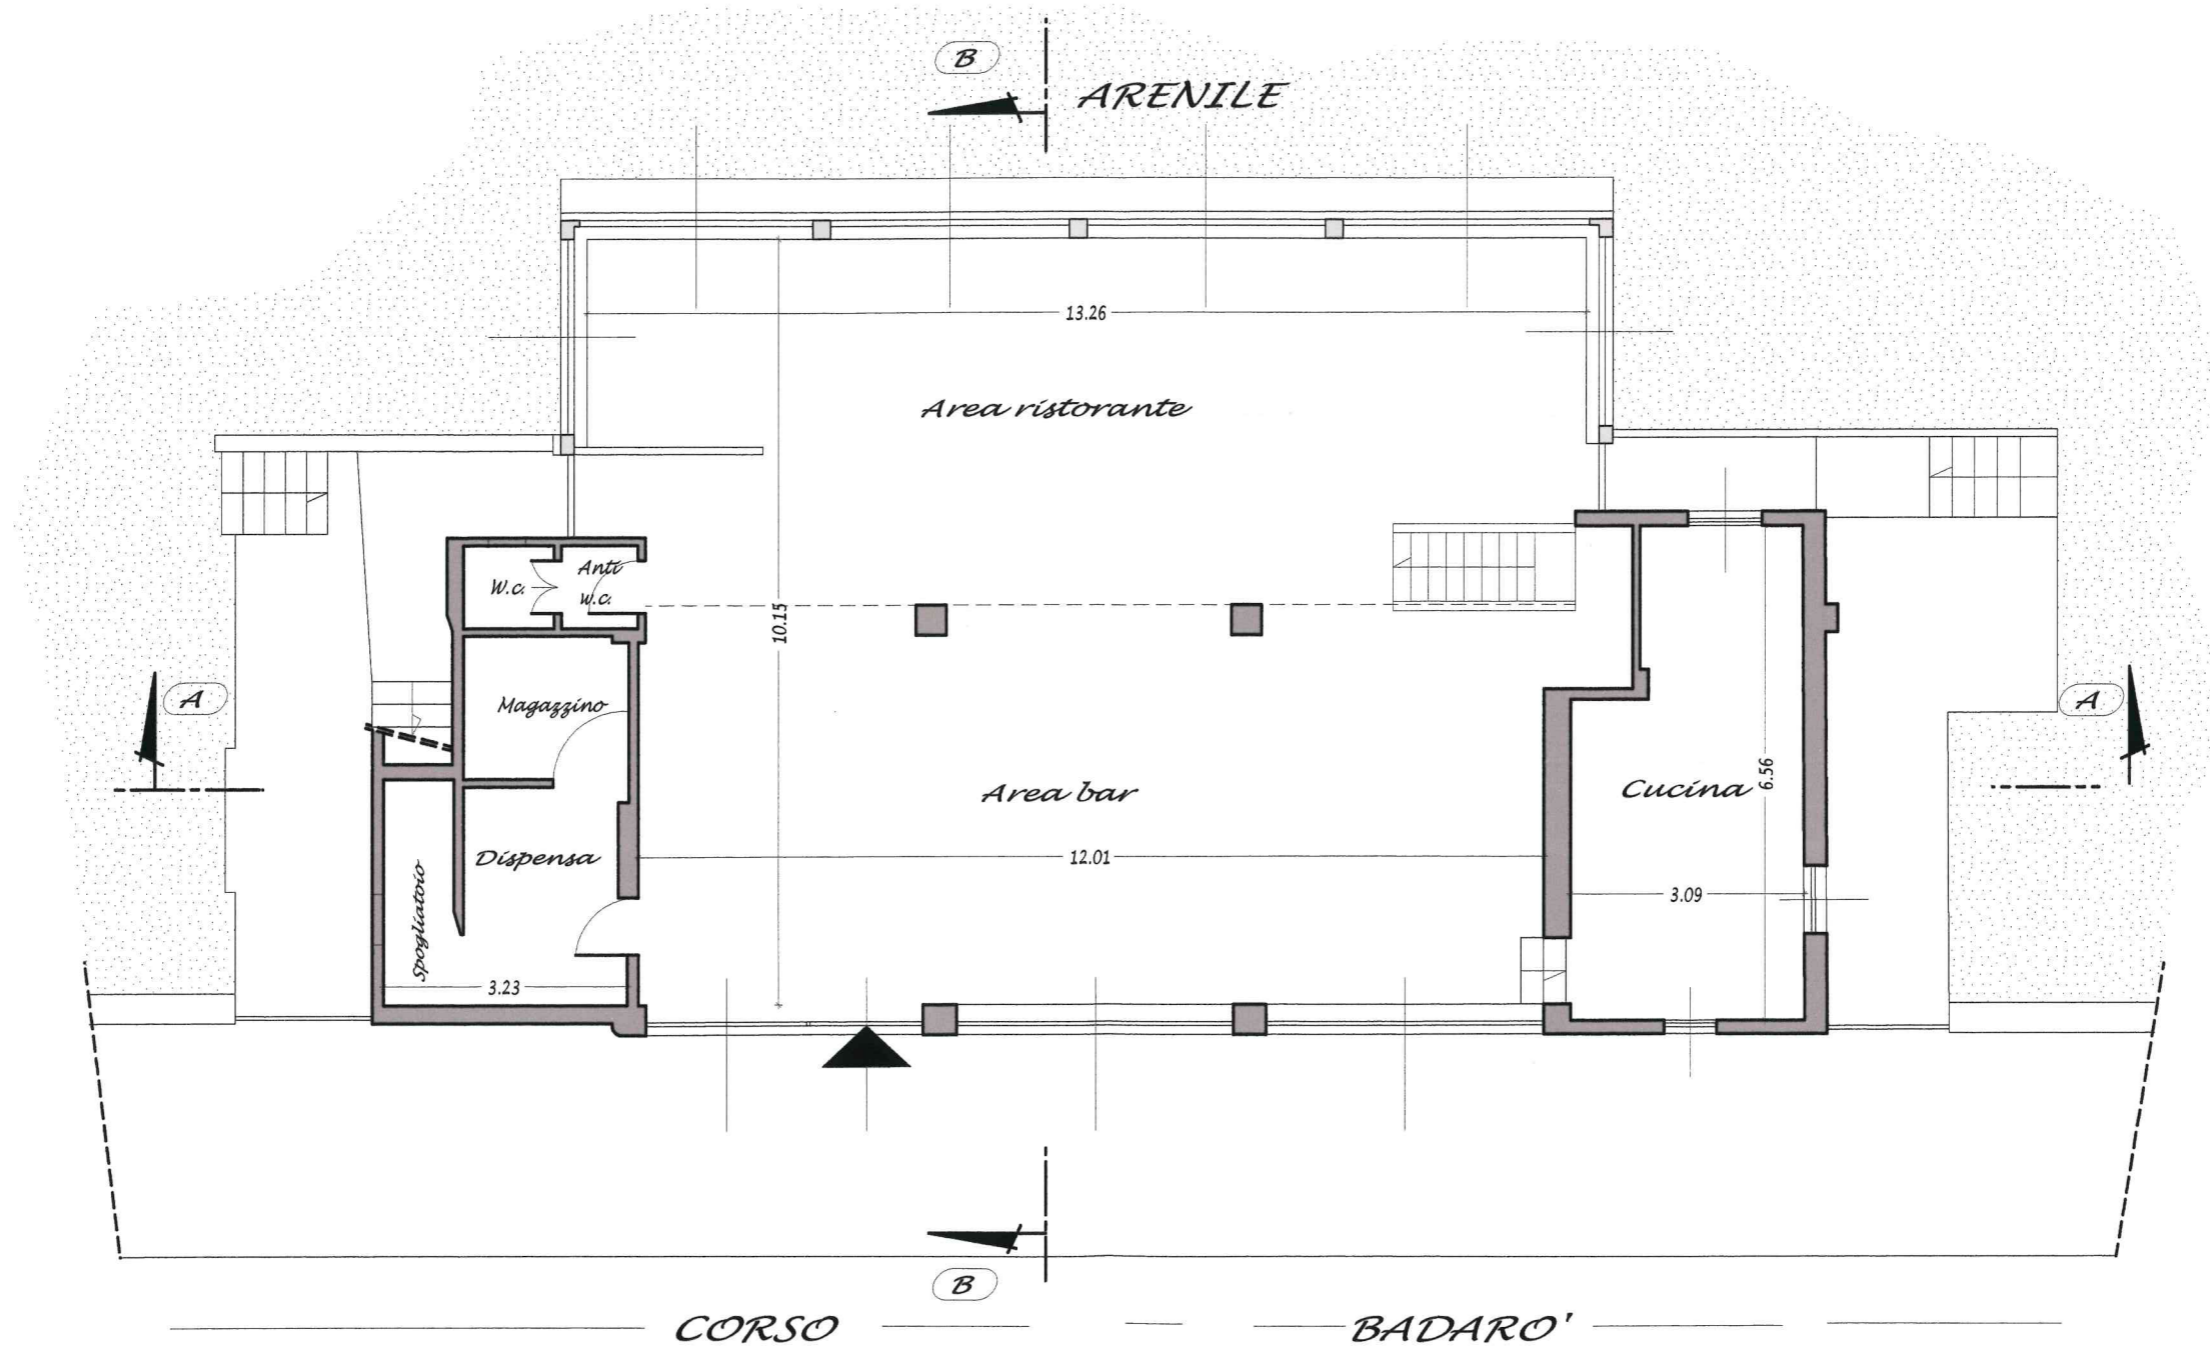 B
ARENILE
13.26
Area ristorante
Anti
W.c.
w.c.
10.15
A
Magazzino
A
Area bar
Cucina
6.56
Dispensa
12.01
Spogliatoio
3.09
3.23
B
CORSO BADARO'